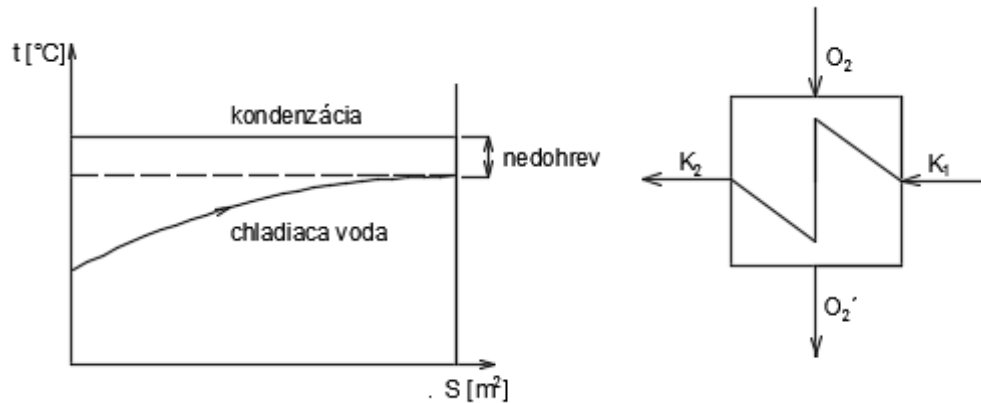 t [°C]
kondenzácia
nedohrev
chladiaca voda
. S [m²]
O₂
K₂
K₁
O₂´